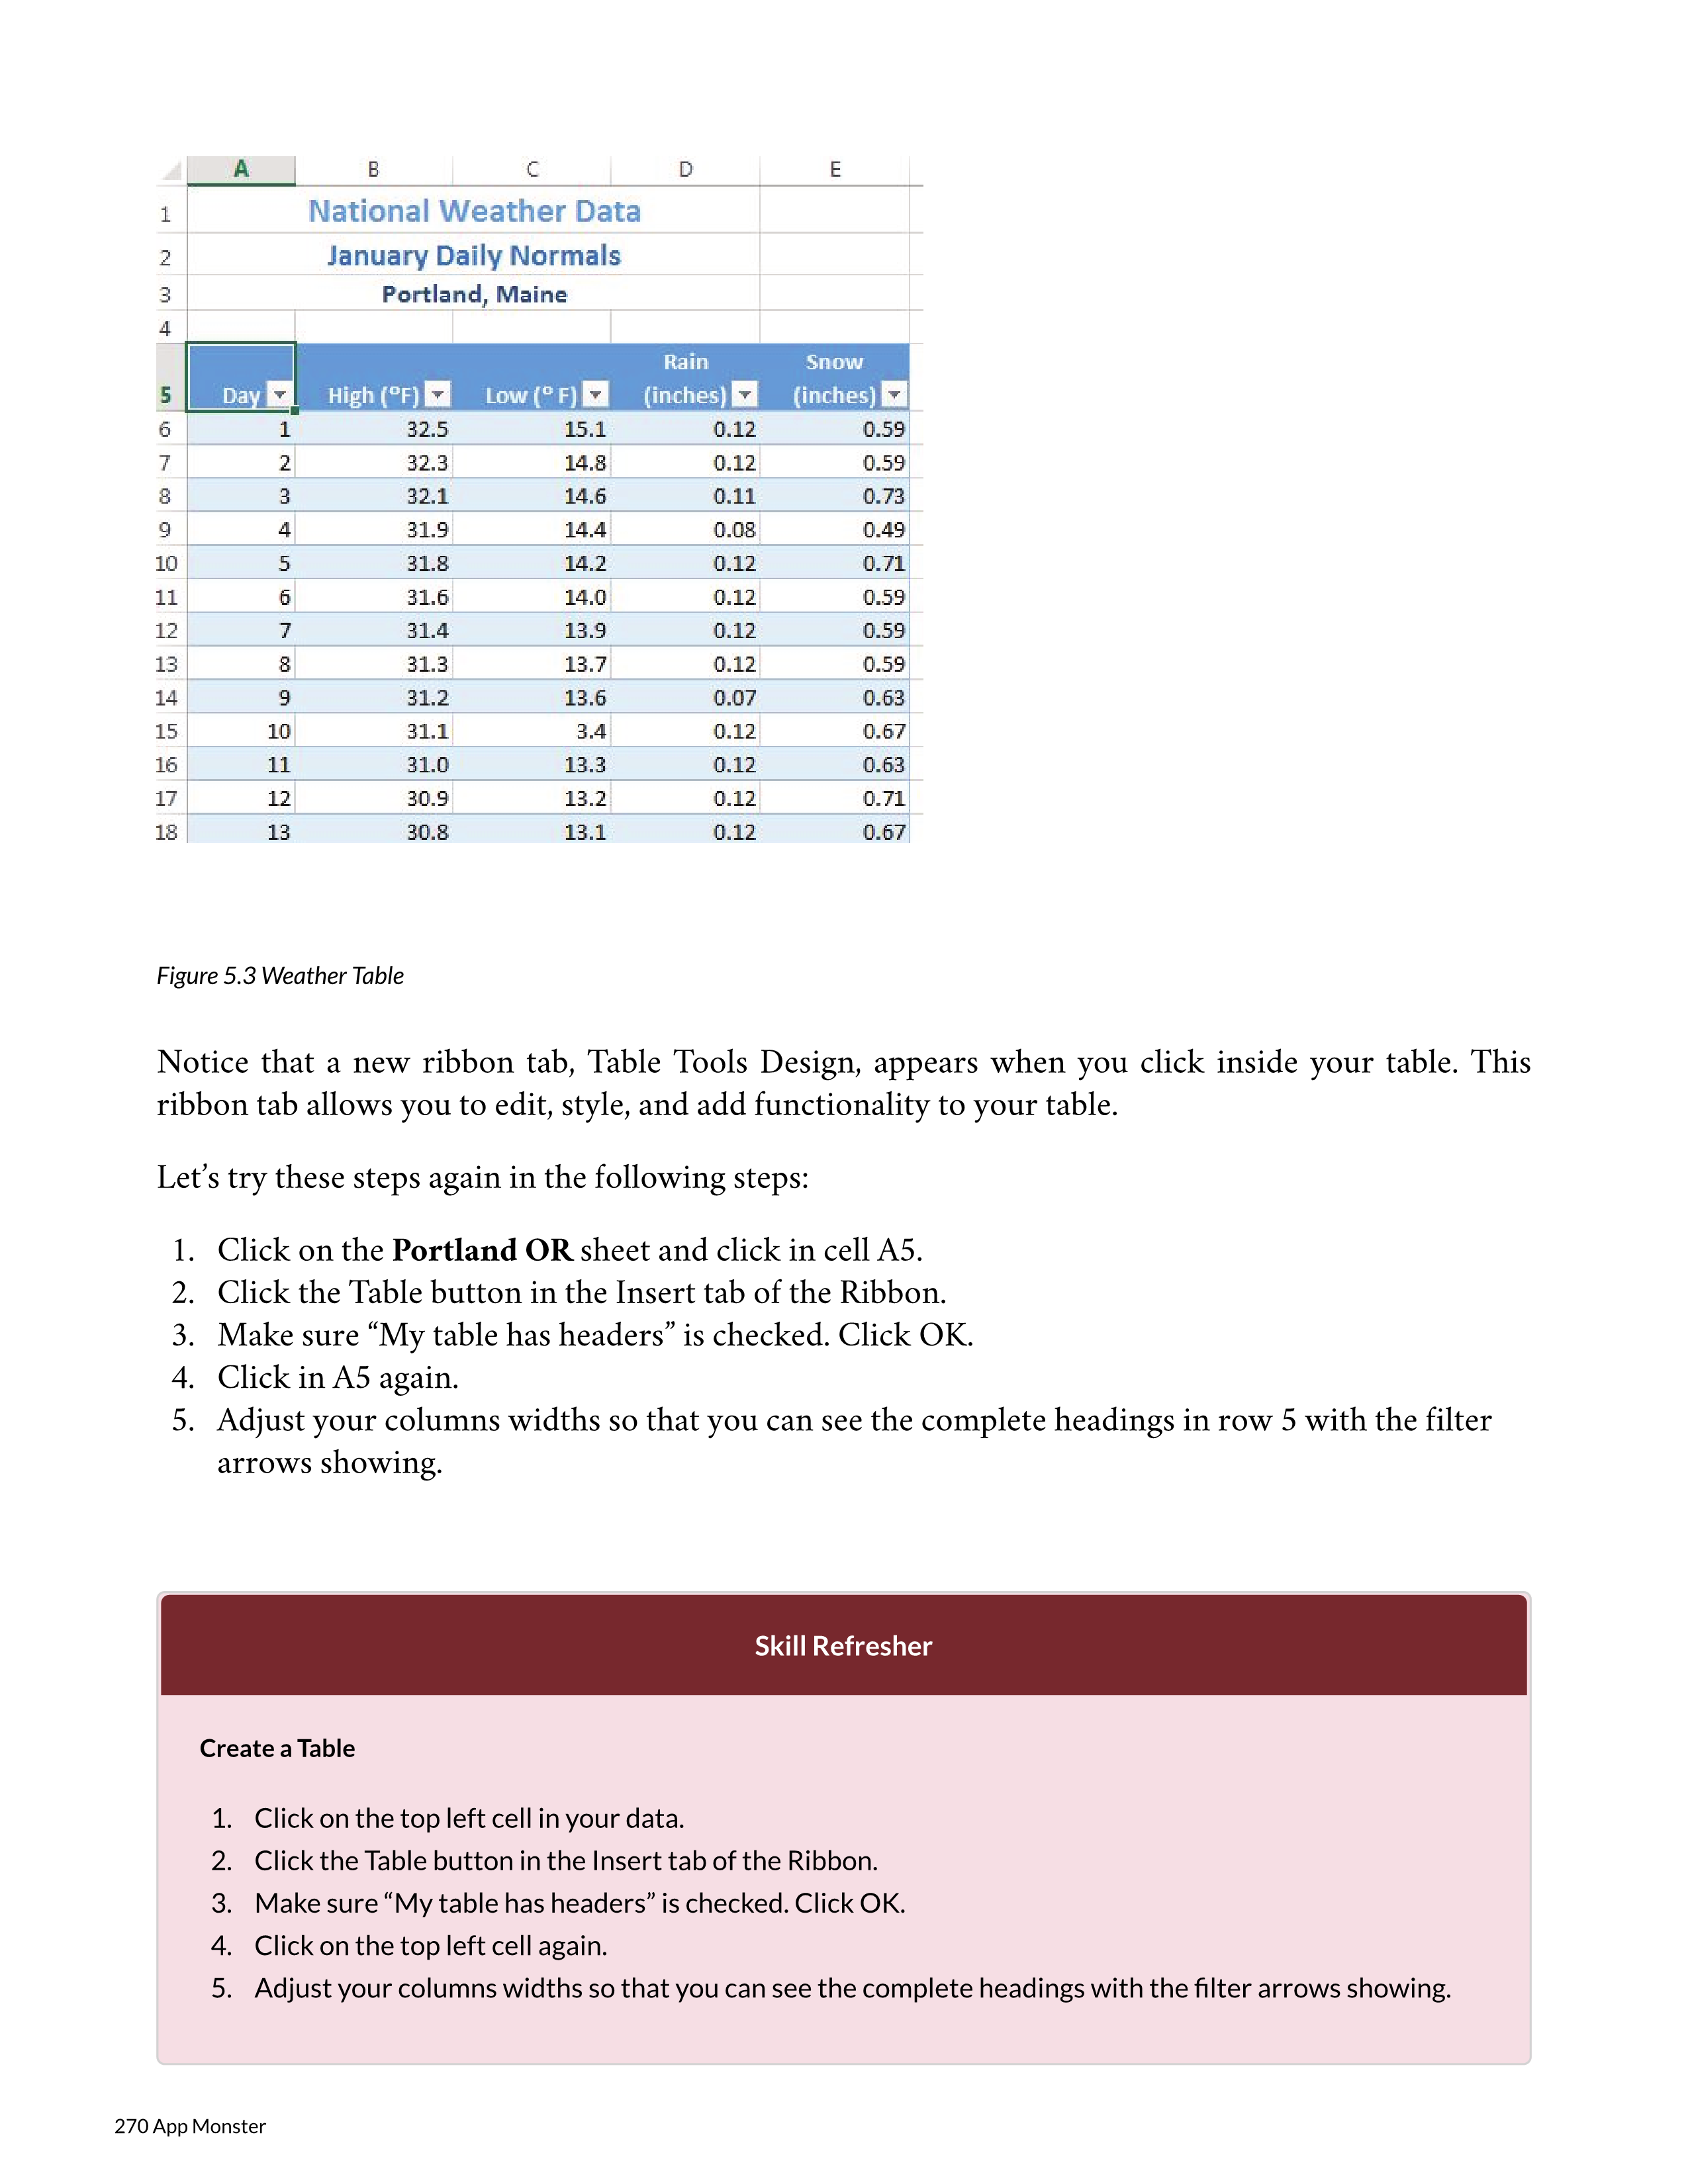 A B C D E
1 National Weather Data
2 January Daily Normals
3 Portland, Maine
4
Rain Snow
5 Day High (°F) Low (° F) (inches) (inches)
6 1 32.5 15.1 0.12 0.59
7 2 32.3 14.8 0.12 0.59
8 3 32.1 14.6 0.11 0.73
9 4 31.9 14.4 0.08 0.49
10 5 31.8 14.2 0.12 0.71
11 6 31.6 14.0 0.12 0.59
12 7 31.4 13.9 0.12 0.59
13 8 31.3 13.7 0.12 0.59
14 9 31.2 13.6 0.07 0.63
15 10 31.1 3.4 0.12 0.67
16 11 31.0 13.3 0.12 0.63
17 12 30.9 13.2 0.12 0.71
18 13 30.8 13.1 0.12 0.67
Figure 5.3 Weather Table
Notice that a new ribbon tab, Table Tools Design, appears when you click inside your table. This
ribbon tab allows you to edit, style, and add functionality to your table.
Let’s try these steps again in the following steps:
1. Click on the Portland OR sheet and click in cell A5.
2. Click the Table button in the Insert tab of the Ribbon.
3. Make sure “My table has headers” is checked. Click OK.
4. Click in A5 again.
5. Adjust your columns widths so that you can see the complete headings in row 5 with the filter
arrows showing.
Skill Refresher
Create a Table
1. Click on the top left cell in your data.
2. Click the Table button in the Insert tab of the Ribbon.
3. Make sure “My table has headers” is checked. Click OK.
4. Click on the top left cell again.
5. Adjust your columns widths so that you can see the complete headings with the filter arrows showing.
270 App Monster